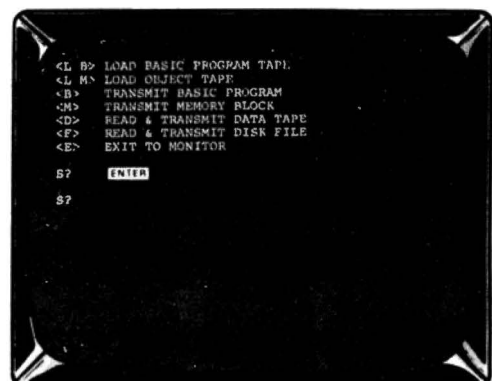 <L B> LOAD BASIC PROGRAM TAPE
<L M> LOAD OBJECT TAPE
<B> TRANSMIT BASIC PROGRAM
<M> TRANSMIT MEMORY BLOCK
<D> READ & TRANSMIT DATA TAPE
<F> READ & TRANSMIT DISK FILE
<E> EXIT TO MONITOR
S? ENTER
S?